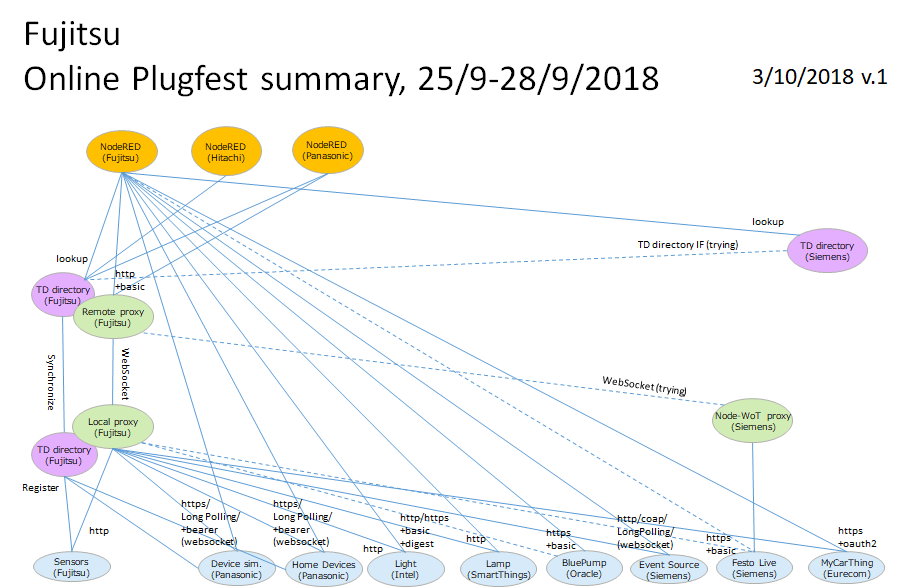 Fujitsu
Online Plugfest summary, 25/9-28/9/2018
3/10/2018 v.1
NodeRED
(Fujitsu)
NodeRED
(Hitachi)
NodeRED
(Panasonic)
lookup
TD directory IF (trying)
TD directory
(Siemens)
lookup
http
+basic
TD directory
(Fujitsu)
Remote proxy
(Fujitsu)
Synchronize
WebSocket
WebSocket (trying)
Node-WoT proxy
(Siemens)
Local proxy
(Fujitsu)
TD directory
(Fujitsu)
Register
http
https/
Long Polling/
+bearer
(websocket)
https/
Long Polling/
+bearer
(websocket)
http
http/https
+basic
+digest
http
https
+basic
http/coap/
LongPolling/
(websocket)
https
+basic
https
+oauth2
Sensors
(Fujitsu)
Device sim.
(Panasonic)
Home Devices
(Panasonic)
Light
(Intel)
Lamp
(SmartThings)
BluePump
(Oracle)
Event Source
(Siemens)
Festo Live
(Siemens)
MyCarThing
(Eurecom)